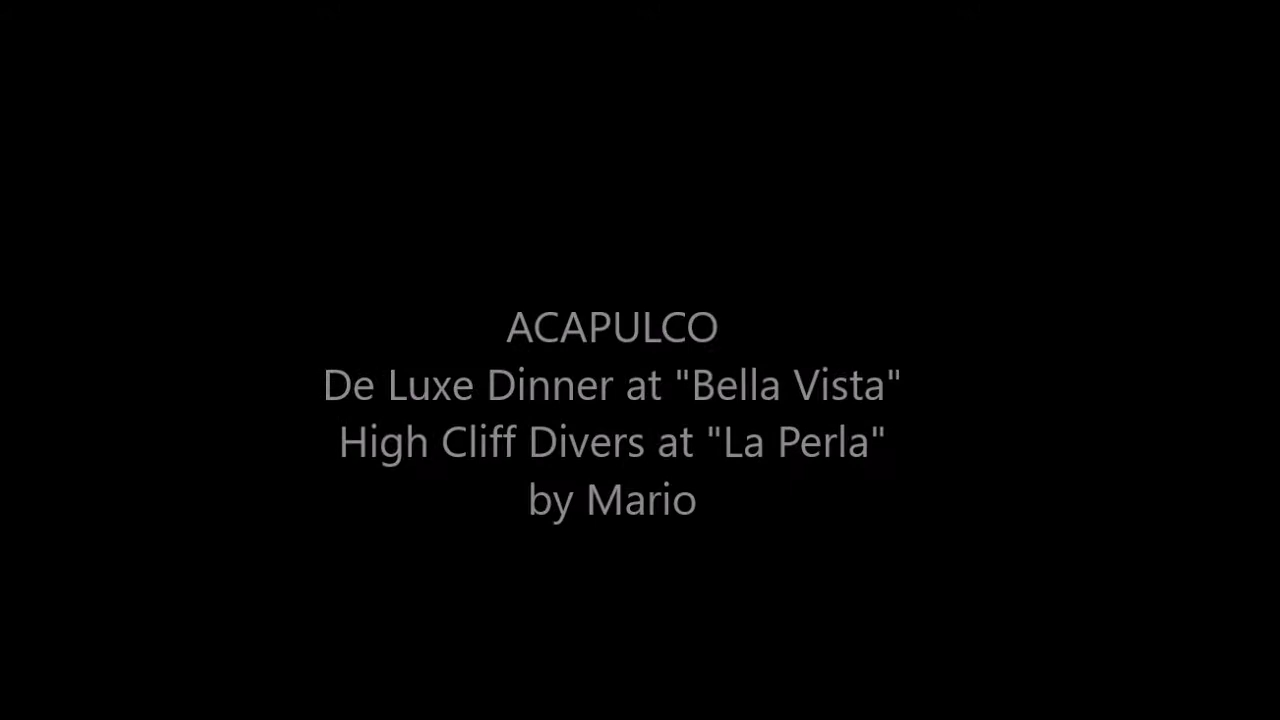 ACAPULCO
De Luxe Dinner at "Bella Vista"
High Cliff Divers at "La Perla"
by Mario